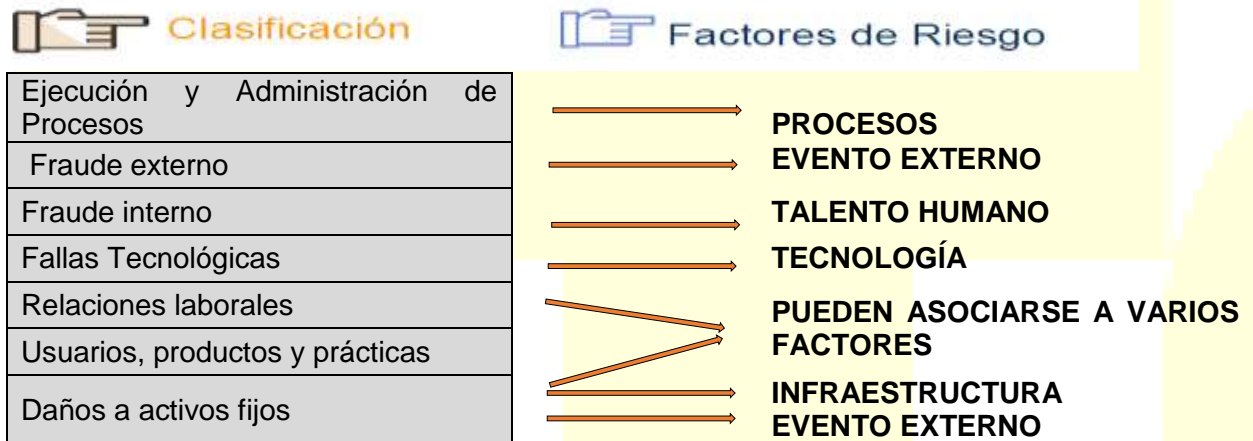 Clasificación
Factores de Riesgo
Ejecución y Administración de
Procesos
Fraude externo
Fraude interno
Fallas Tecnológicas
Relaciones laborales
Usuarios, productos y prácticas
Daños a activos fijos
PROCESOS
EVENTO EXTERNO
TALENTO HUMANO
TECNOLOGÍA
PUEDEN ASOCIARSE A VARIOS
FACTORES
INFRAESTRUCTURA
EVENTO EXTERNO